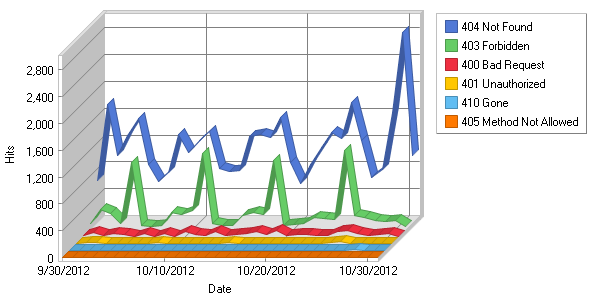 404 Not Found
403 Forbidden
400 Bad Request
401 Unauthorized
410 Gone
405 Method Not Allowed
Hits
2,800
2,400
2,000
1,600
1,200
800
400
0
9/30/2012
10/10/2012
10/20/2012
10/30/2012
Date